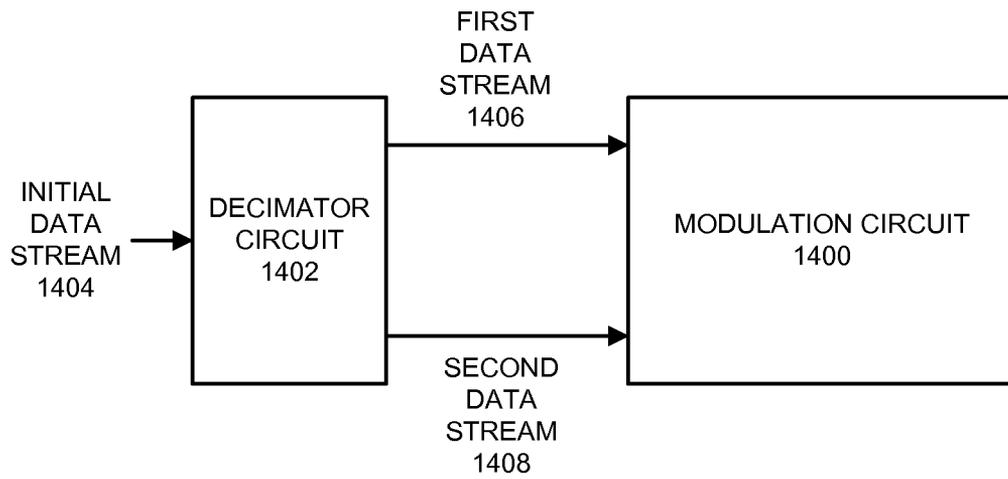 FIRST
DATA
STREAM
1406
INITIAL
DATA
STREAM
1404
DECIMATOR
CIRCUIT
1402
MODULATION CIRCUIT
1400
SECOND
DATA
STREAM
1408